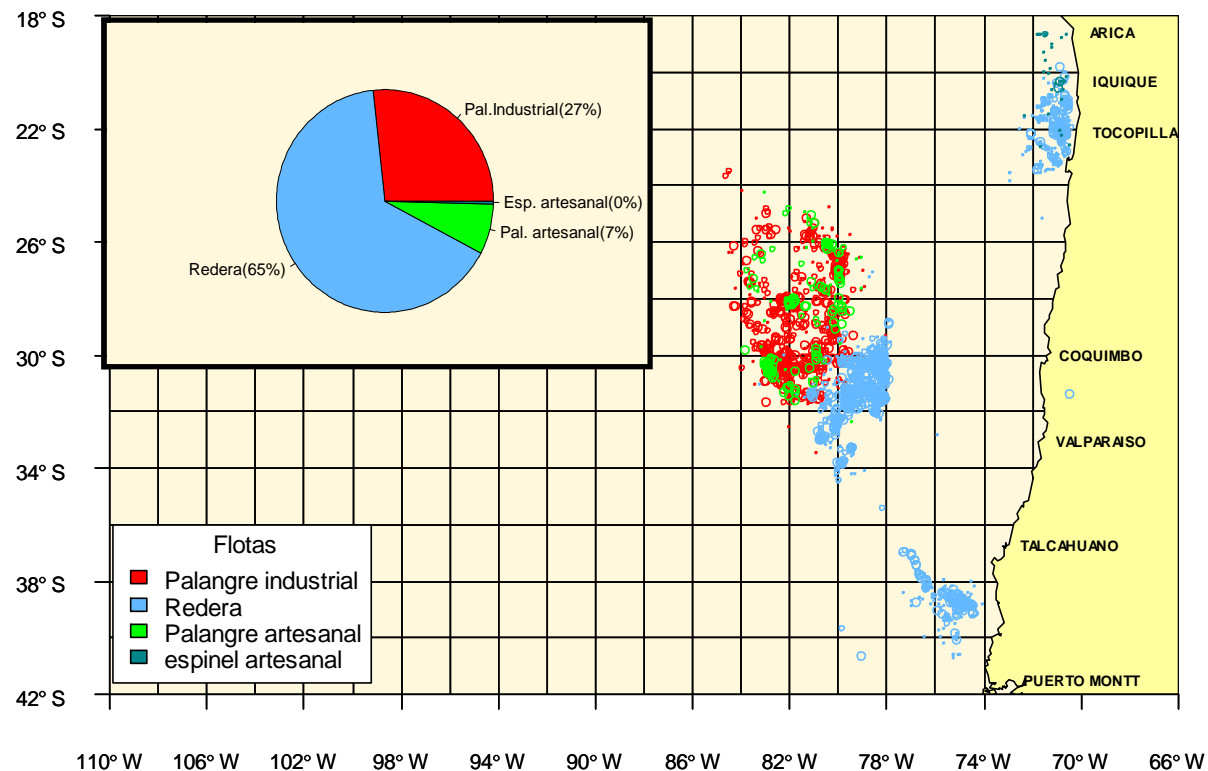 18° S
22° S
26° S
30° S
34° S
38° S
42° S
Pal.Industrial(27%)
Esp. artesanal(0%)
Pal. artesanal(7%)
Redera(65%)
ARICA
IQUIQUE
TOCOPILLA
COQUIMBO
VALPARAISO
TALCAHUANO
PUERTO MONTT
Flotas
Palangre industrial
Redera
Palangre artesanal
espinel artesanal
110° W 106° W 102° W 98° W 94° W 90° W 86° W 82° W 78° W 74° W 70° W 66° W